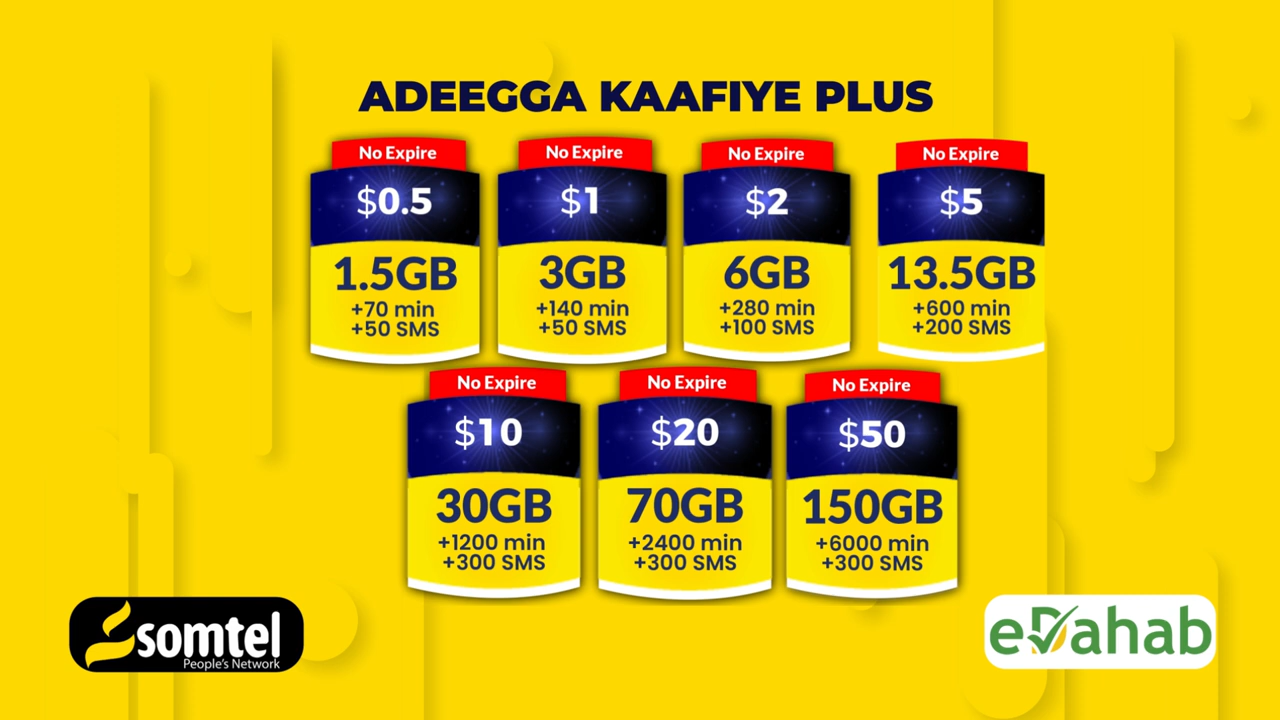 ADEEGGA KAAFIYE PLUS
No Expire
$0.5
1.5GB
+70 min
+50 SMS
No Expire
$1
3GB
+140 min
+50 SMS
No Expire
$2
6GB
+280 min
+100 SMS
No Expire
$5
13.5GB
+600 min
+200 SMS
No Expire
$10
30GB
+1200 min
+300 SMS
No Expire
$20
70GB
+2400 min
+300 SMS
No Expire
$50
150GB
+6000 min
+300 SMS
somtel
People's Network
eDahab